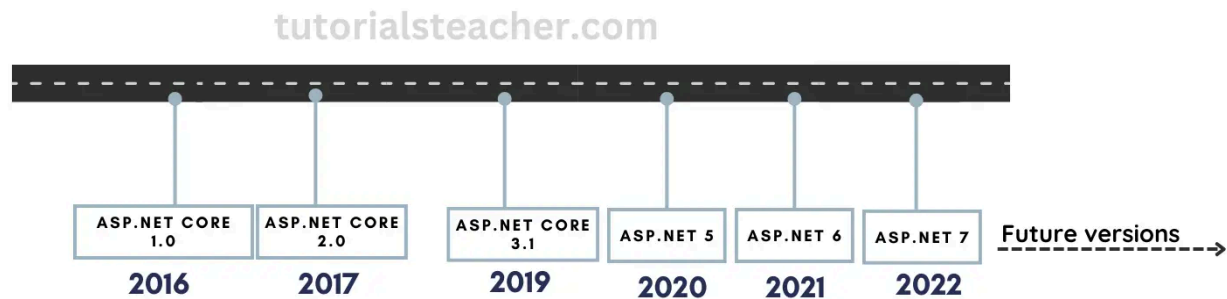 tutorialsteacher.com
ASP.NET CORE
1.0
2016
ASP.NET CORE
2.0
2017
ASP.NET CORE
3.1
2019
ASP.NET 5
2020
ASP.NET 6
2021
ASP.NET 7
2022
Future versions